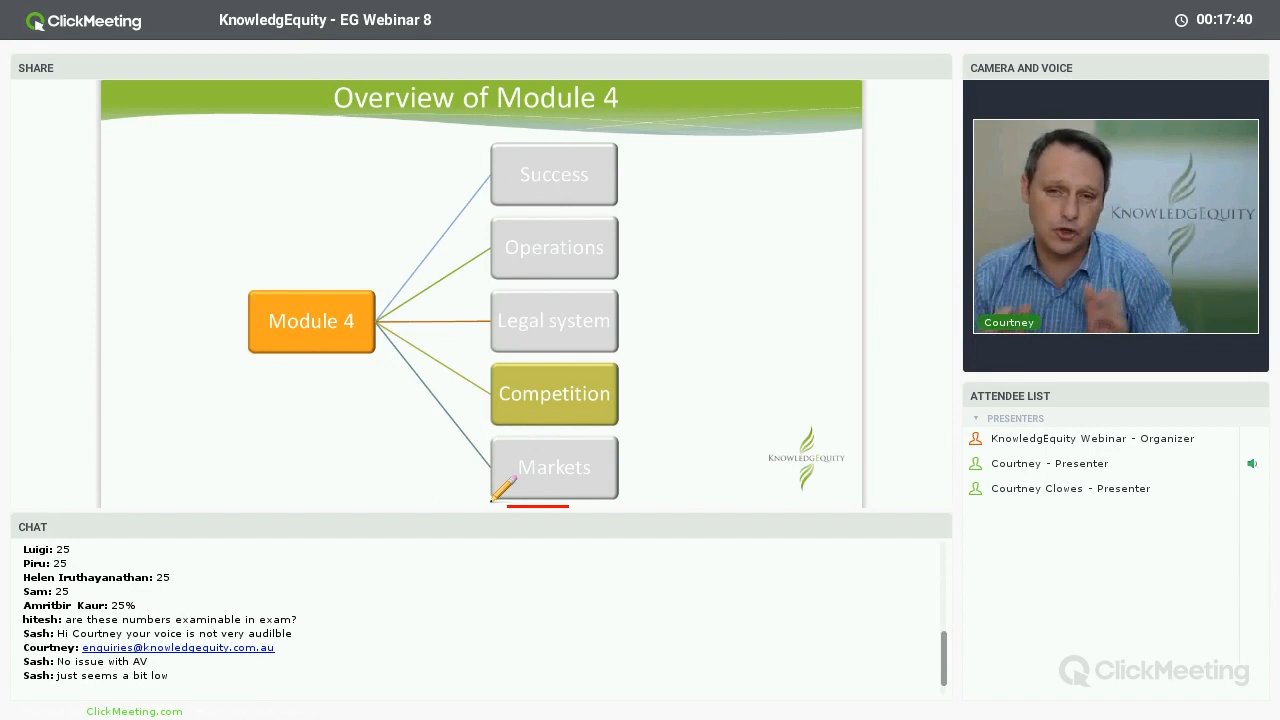 ClickMeeting
KnowledgEquity - EG Webinar 8
00:17:40
SHARE
Overview of Module 4
Success
Operations
Module 4
Legal system
Competition
Markets
KNOWLEDGEQUITY
CAMERA AND VOICE
KNOWLEDGEQUITY
Courtney
ATTENDEE LIST
PRESENTERS
KnowledgEquity Webinar - Organizer
Courtney - Presenter
Courtney Clowes - Presenter
CHAT
Luigi: 25
Piru: 25
Helen Iruthayanathan: 25
Sam: 25
Amritbir Kaur: 25%
hitesh: are these numbers examinable in exam?
Sash: Hi Courtney your voice is not very audilble
Courtney: enquiries@knowledgequity.com.au
Sash: No issue with AV
Sash: just seems a bit low
ClickMeeting
ClickMeeting.com